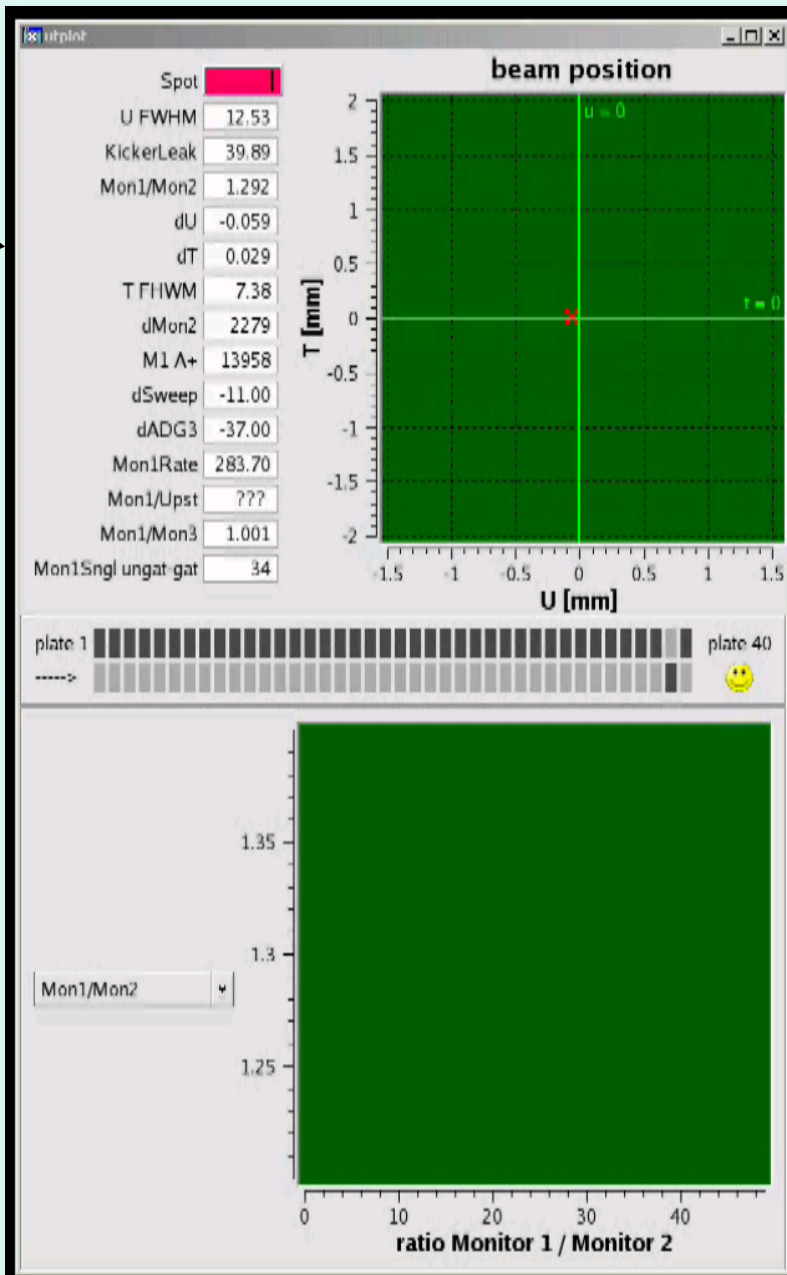 utplot
Spot
U FWHM 12.53
KickerLeak 39.89
Mon1/Mon2 1.292
dU -0.059
dT 0.029
T FHWM 7.38
dMon2 2279
M1 Λ+ 13958
dSweep -11.00
dADG3 -37.00
Mon1Rate 283.70
Mon1/Upst ???
Mon1/Mon3 1.001
Mon1Sngl ungat-gat 34
beam position
u = 0
t = 0
T [mm]
2
1.5
1
0.5
0
-0.5
-1
-1.5
-2
-1.5 -1 -0.5 0 0.5 1 1.5
U [mm]
plate 1 plate 40
----->
Mon1/Mon2
1.35
1.3
1.25
0 10 20 30 40
ratio Monitor 1 / Monitor 2